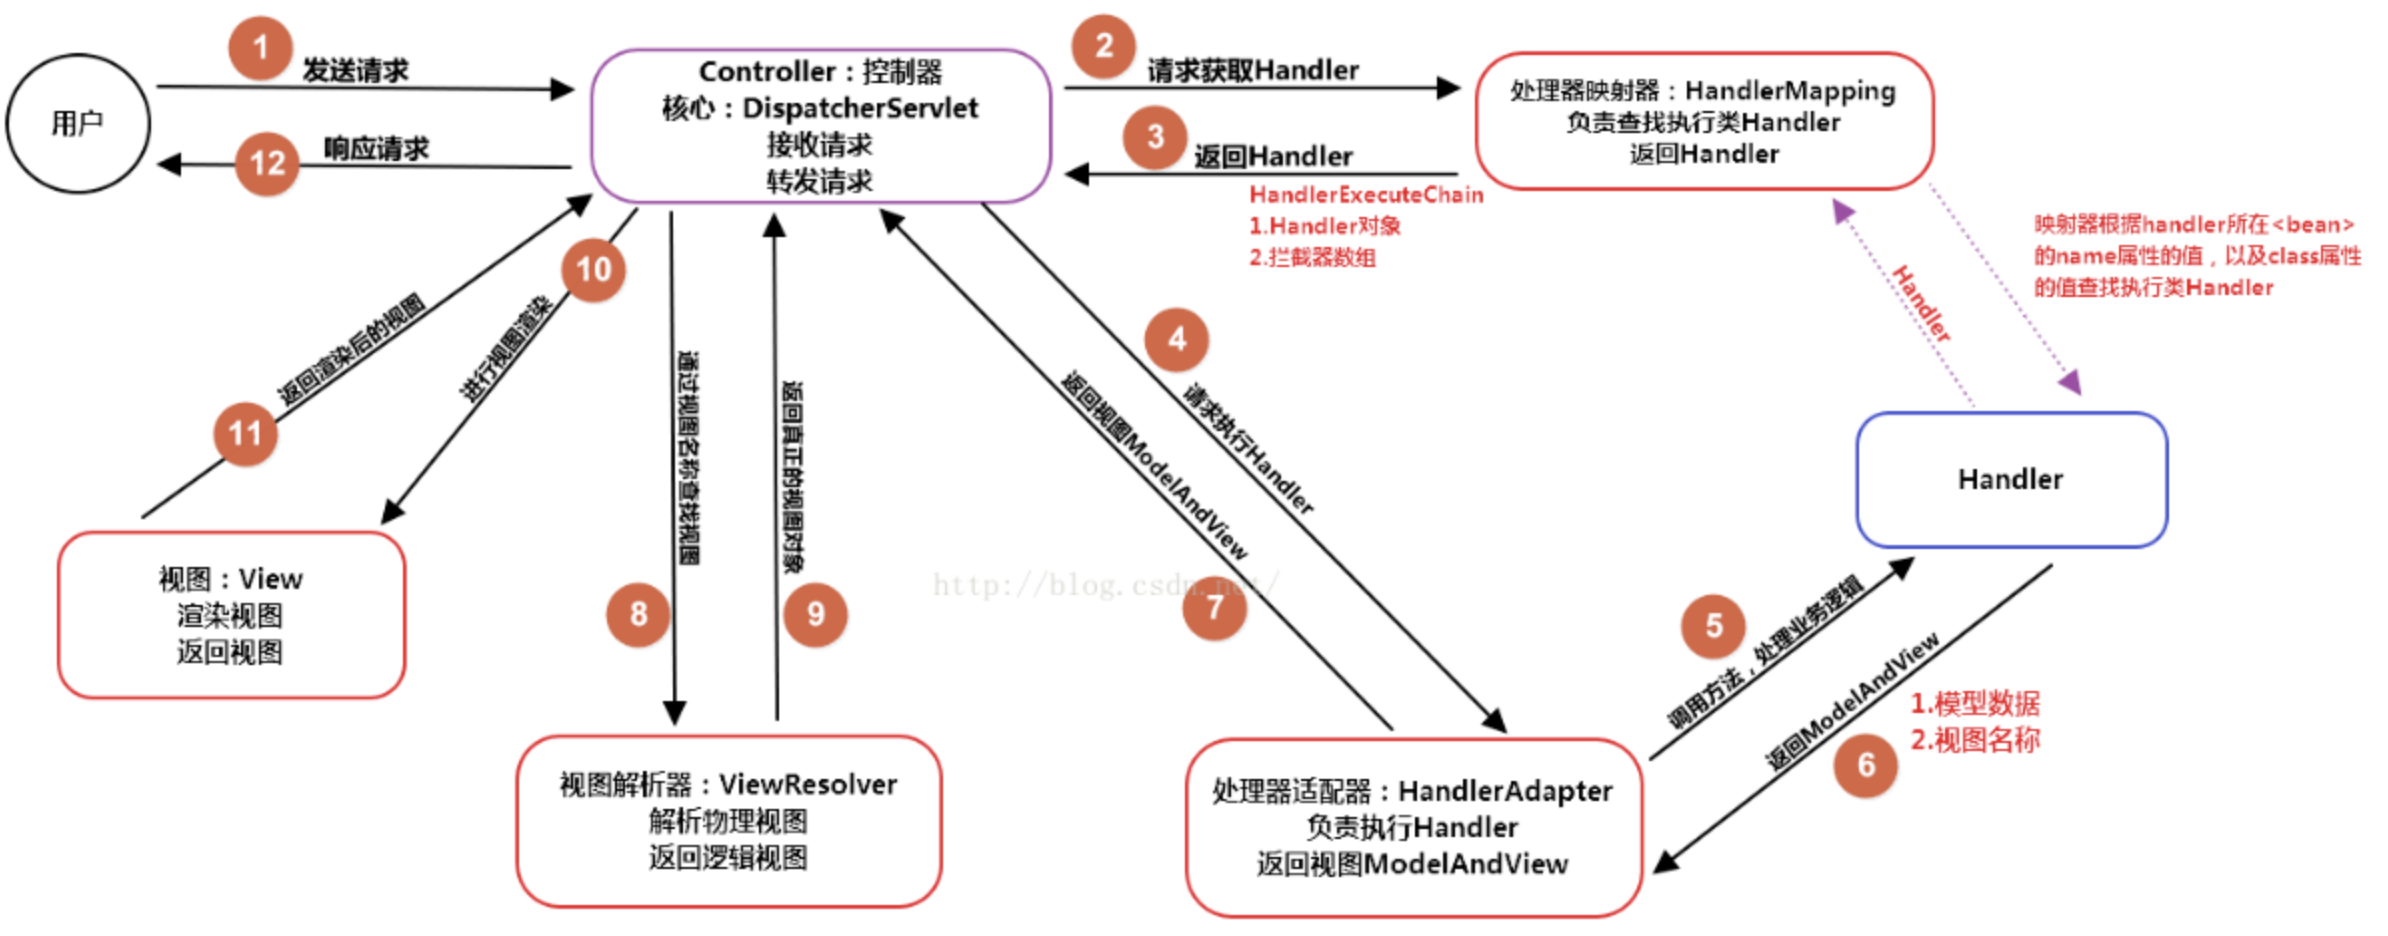 1
发送请求
用户
12
响应请求
Controller：控制器
核心：DispatcherServlet
接收请求
转发请求
2
请求获取Handler
3
返回Handler
HandlerExecuteChain
1.Handler对象
2.拦截器数组
处理器映射器：HandlerMapping
负责查找执行类Handler
返回Handler
映射器根据handler所在<bean>
的name属性的值，以及class属性
的值查找执行类Handler
Handler
Handler
4
请求执行Handler
5
调用方法，处理业务逻辑
6
返回ModelAndView
1.模型数据
2.视图名称
7
返回视图ModelAndView
处理器适配器：HandlerAdapter
负责执行Handler
返回视图ModelAndView
8
通过视图名称查找视图
9
返回真正的视图对象
视图解析器：ViewResolver
解析物理视图
返回逻辑视图
10
进行视图渲染
11
返回渲染后的视图
视图：View
渲染视图
返回视图
http://blog.csdn.net/